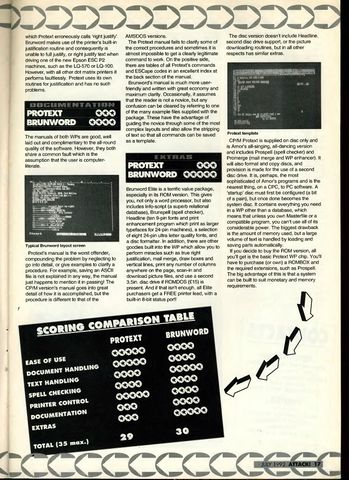 which Protext erroneously calls 'right justify'.
Brunword makes use of the printer's built-in
justification routine and consequently is
unable to full justify, or right justify text when
driving one of the new Epson ESC P2
machines, such as the LQ-570 or LQ-100.
However, with all other dot matrix printers it
performs faultlessly. Protext uses its own
routines for justification and has no such
problems.
DOCUMENTATION
PROTEXT
BRUNWORD
The manuals of both WPs are good, well
laid out and complimentary to the all-round
quality of the software. However, they both
share a common fault which is the
assumption that the user is computer-
literate.
Typical Brunword layout screen
Protext's manual is the worst offender,
compounding the problem by neglecting to
go into detail, or give examples to clarify a
procedure. For example, saving an ASCII
file is not explained in any way, the manual
just happens to mention it in passing! The
CP/M version's manual goes into great
detail of how it is accomplished, but the
procedure is different to that of the
AMSDOS versions.
The Protext manual fails to clarify some of
the correct procedures and sometimes it is
almost impossible to get a clearly legitimate
command to work. On the positive side,
there are tables of all Protext's commands
and ESCape codes in an excellent index at
the back section of the manual.
Brunword's manual is much more user-
friendly and written with great economy and
maximum clarity. Occasionally, it assumes
that the reader is not a novice, but any
confusion can be cleared by referring to one
of the many example files supplied with the
package. These have the advantage of
guiding the novice through some of the most
complex layouts and also allow the stripping
of text so that all commands can be saved
as a template.
EXTRAS
PROTEXT
BRUNWORD
Brunword Elite is a terrific value package,
especially in its ROM version. This gives
you, not only a word processor, but also
includes Info-script (a superb relational
database), Brunspell (spell checker),
Headline (ten 9-pin fonts and print
enhancement program which print as large
typefaces for 24-pin machines), a selection
of eight 24-pin ultra letter quality fonts, and
a disc formatter. In addition, there are other
goodies built into the WP which allow you to
perform miracles such as true right
justification, mail merge, draw boxes and
vertical lines, print any number of columns
anywhere on the page, scan-in and
download picture files, and use a second
3.5in. disc drive if ROMDOS (£15) is
present. And if that isn't enough, all Elite
purchasers get a FREE printer lead, with a
built-in 8-bit status port!
The disc version doesn't include Headline,
second disc drive support, or the picture
downloading routines, but in all other
respects has similar extras.
Protext template
CP/M Protext is supplied on disc only and
is Arnor's all-singing, all-dancing version
and includes Prospell (spell checker) and
Promerge (mail merge and WP enhancer). It
will also format and copy discs, and
provision is made for the use of a second
disc drive. It is, perhaps, the most
sophisticated of Arnor's programs and is the
nearest thing, on a CPC, to PC software. A
'startup' disc must first be configured (a bit
of a pain), but once done becomes the
system disc. It contains everything you need
in a WP other than a database, which
means that unless you own Masterfile or a
compatible program, you can't use all of its
considerable power. The biggest drawback
is the amount of memory used, but a large
volume of text is handled by loading and
saving parts automatically.
If you decide to buy the ROM version, all
you'll get is the basic Protext WP chip. You'll
have to purchase (or own) a ROMBOX and
the required extensions, such as Prospell.
The big advantage of this is that a system
can be built to suit monetary and memory
requirements.
SCORING COMPARISON TABLE
PROTEXT BRUNWORD
EASE OF USE
DOCUMENT HANDLING
TEXT HANDLING
SPELL CHECKING
PRINTER CONTROL
DOCUMENTATION
EXTRAS
TOTAL (35 max.) 29 30
JULY 1992 ATTACK! 17